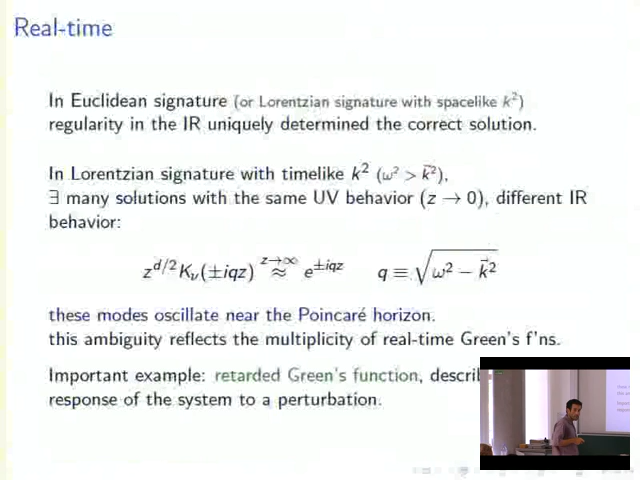 Real-time
In Euclidean signature (or Lorentzian signature with spacelike k²)
regularity in the IR uniquely determined the correct solution.
In Lorentzian signature with timelike k² (ω² > k⃗²),
∃ many solutions with the same UV behavior (z → 0), different IR
behavior:
z^{d/2} K_ν(±iqz) ≈^{z→∞} e^{±iqz}   q ≡ √(ω² − k⃗²)
these modes oscillate near the Poincaré horizon.
this ambiguity reflects the multiplicity of real-time Green's f'ns.
Important example: retarded Green's function, describ
response of the system to a perturbation.